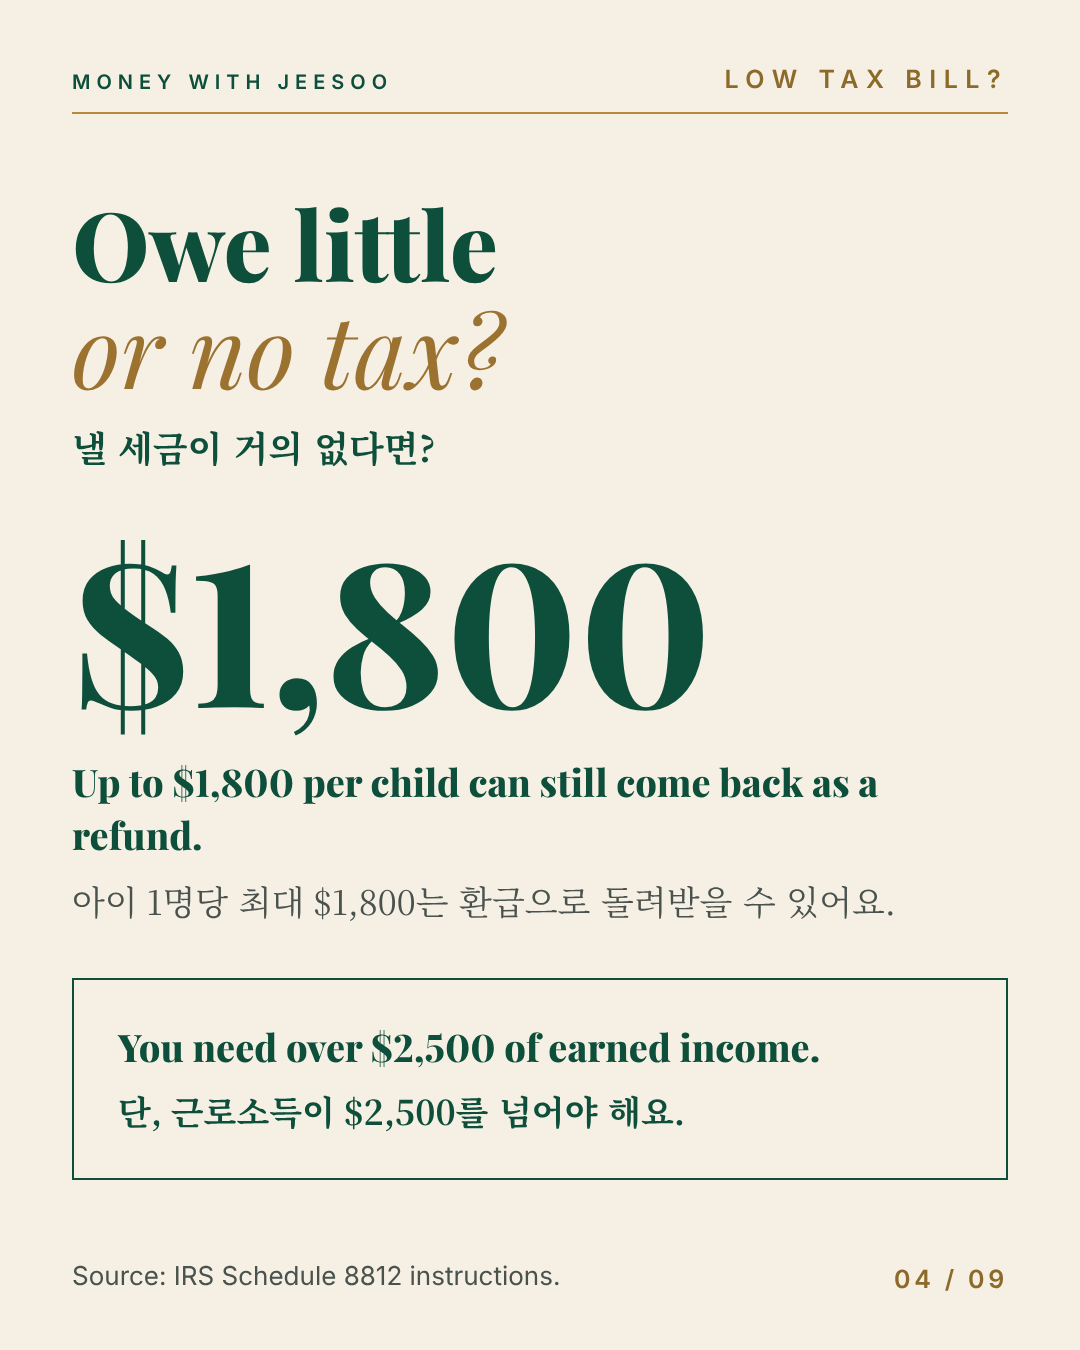 MONEY WITH JEESOO
LOW TAX BILL?
Owe little
or no tax?
낼 세금이 거의 없다면?
$1,800
Up to $1,800 per child can still come back as a
refund.
아이 1명당 최대 $1,800는 환급으로 돌려받을 수 있어요.
You need over $2,500 of earned income.
단, 근로소득이 $2,500를 넘어야 해요.
Source: IRS Schedule 8812 instructions.
04 / 09